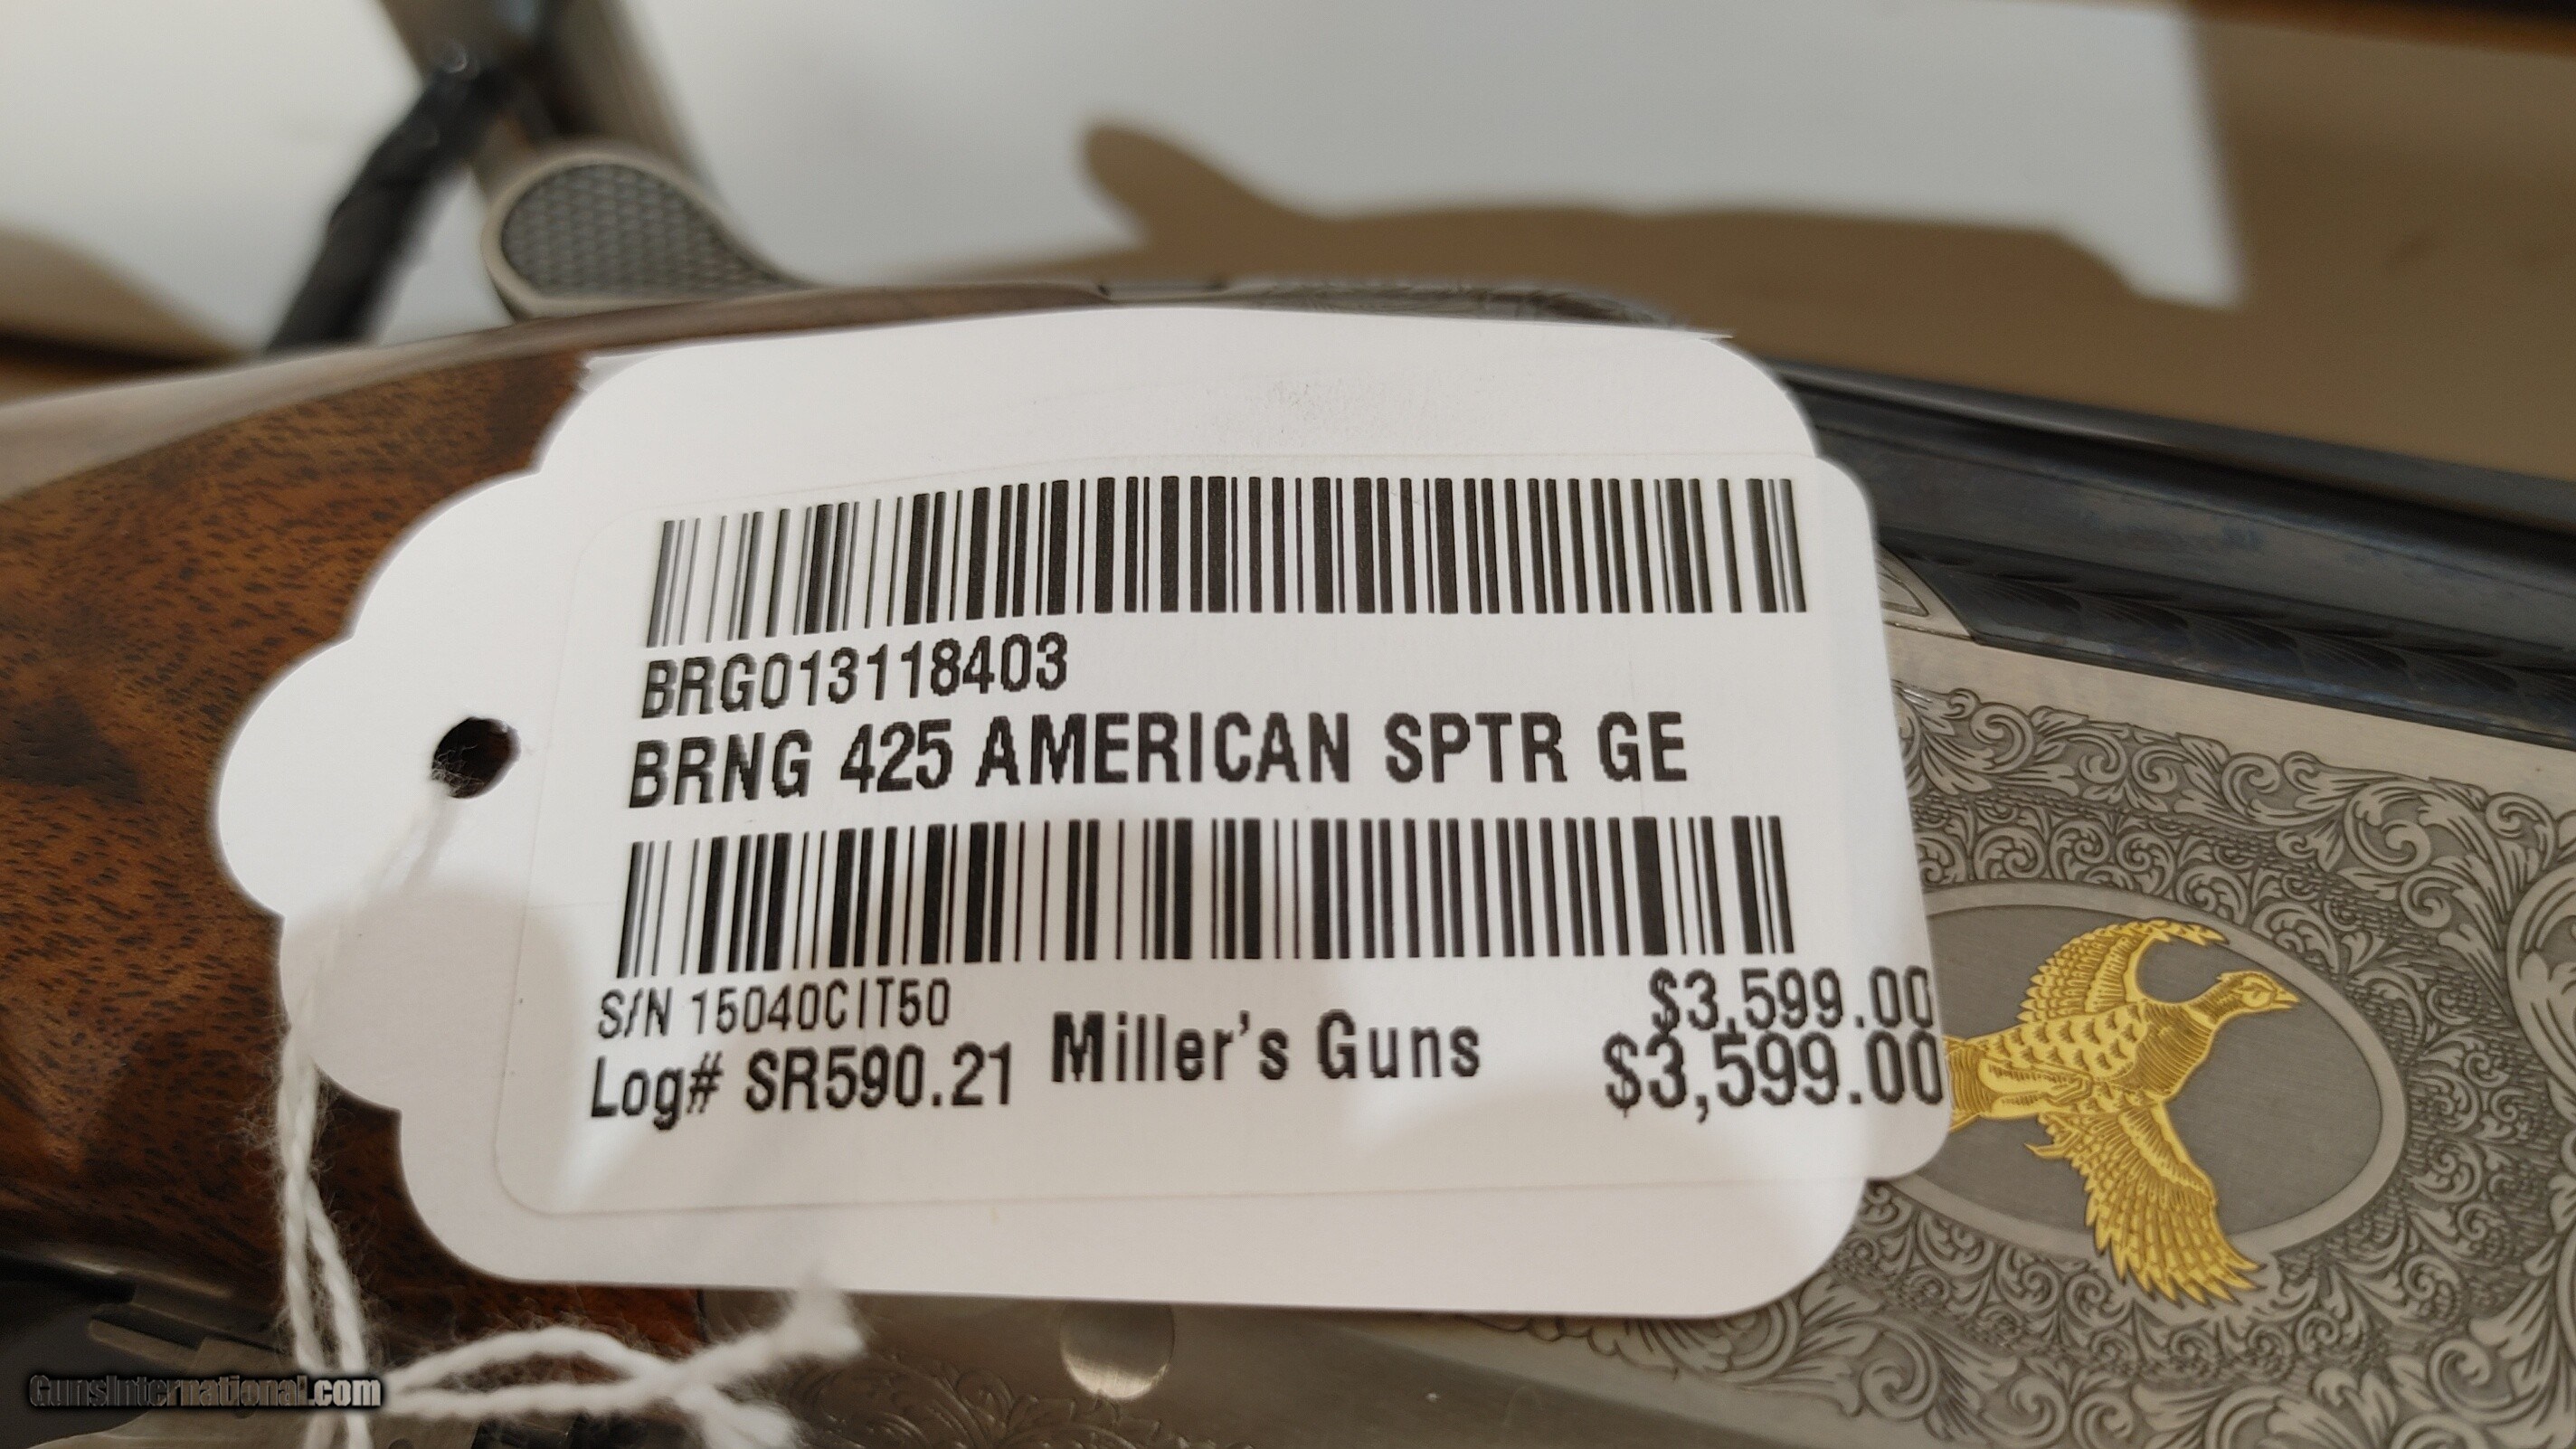 BRG013118403
BRNG 425 AMERICAN SPTR GE
S/N 15040CIT50
$3,599.00
Log# SR590.21
Miller's Guns
$3,599.00
GunsInternational.com